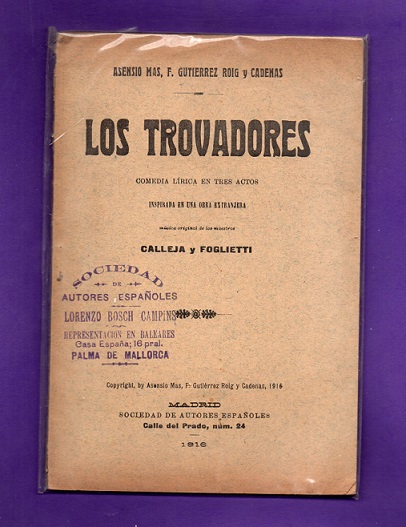 ASENSIO MAS, F. GUTIERREZ ROIG y CADENAS
LOS TROVADORES
COMEDIA LÍRICA EN TRES ACTOS
INSPIRADA EN UNA OBRA EXTRANJERA
música original de los maestros
CALLEJA y FOGLIETTI
SOCIEDAD
DE
AUTORES ESPAÑOLES
LORENZO BOSCH CAMPINS
REPRESENTACIÓN EN BALEARES
Casa España; 16 pral.
PALMA DE MALLORCA
Copyright, by Asensio Mas, F. Gutiérrez Roig y Cadenas, 1916
MADRID
SOCIEDAD DE AUTORES ESPAÑOLES
Calle del Prado, núm. 24
1916